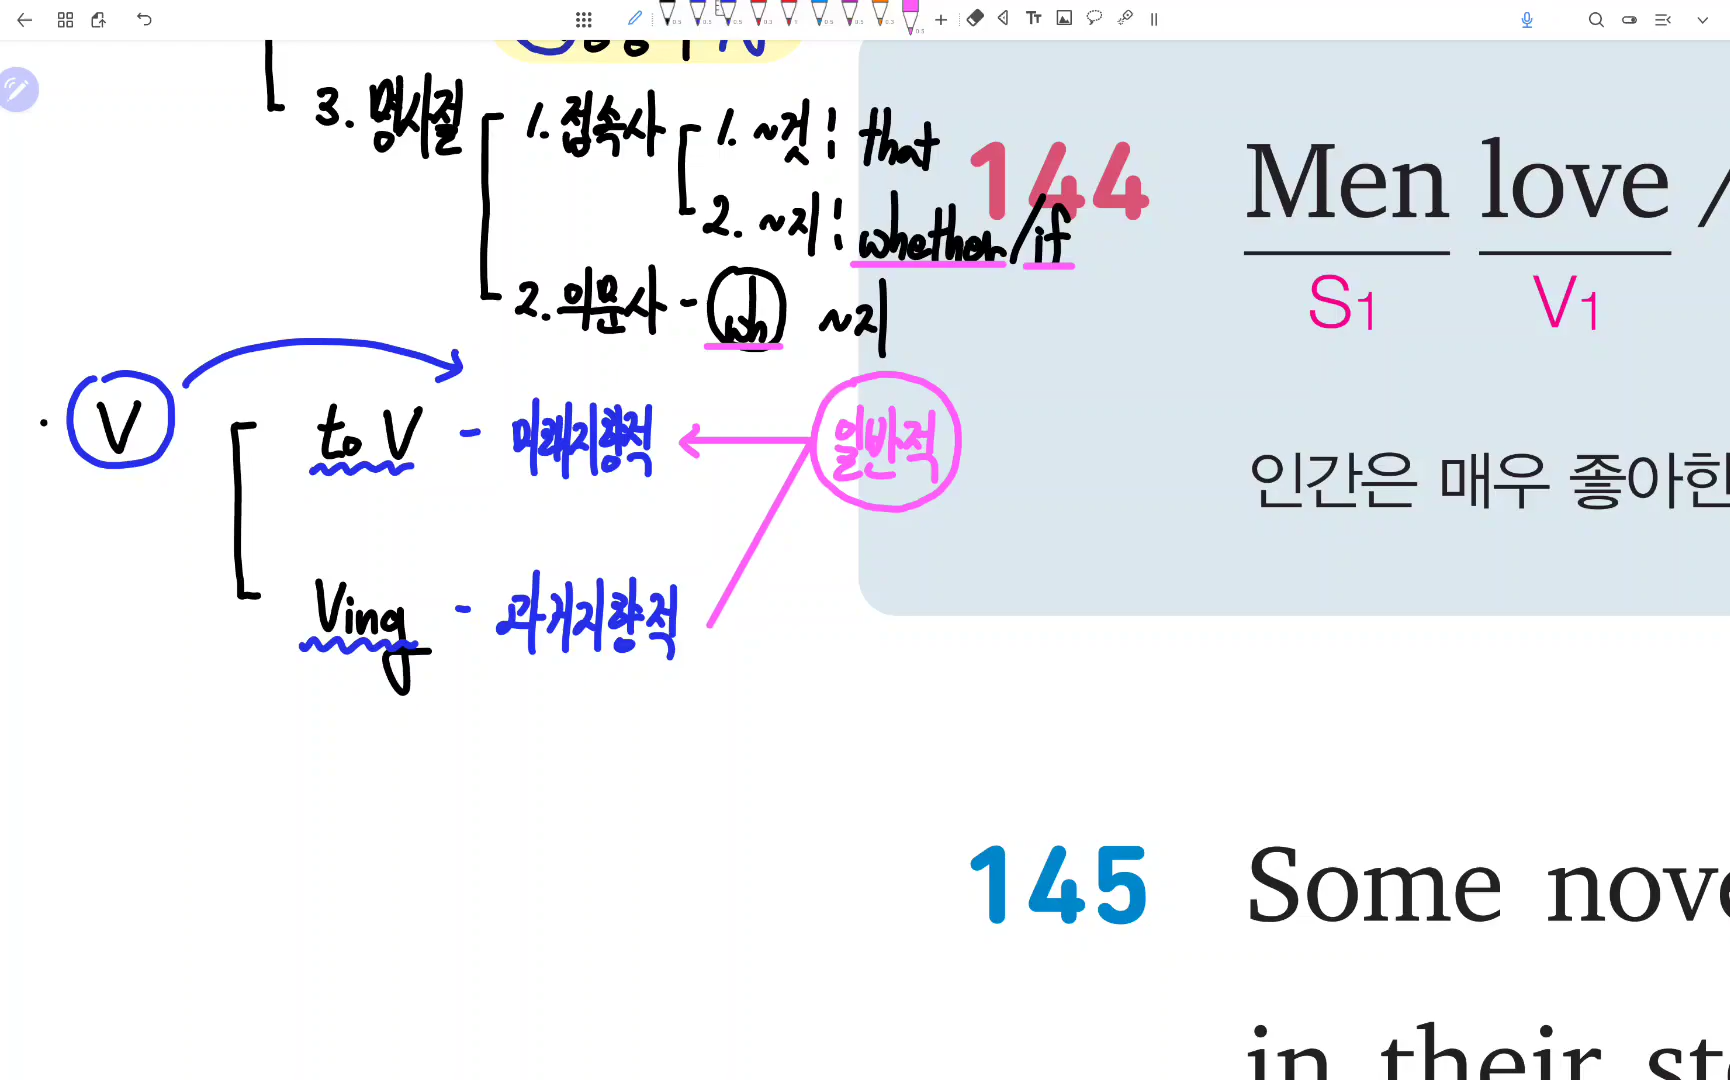 3. 명사절
1. 접속사
1. ~것 : that
2. ~지 : whether/if
2. 의문사 - wh ~지
V
to V - 미래지향적
일반적
Ving - 과거지향적
144 Men love /
S1 V1
인간은 매우 좋아한
145 Some nove
in their sto